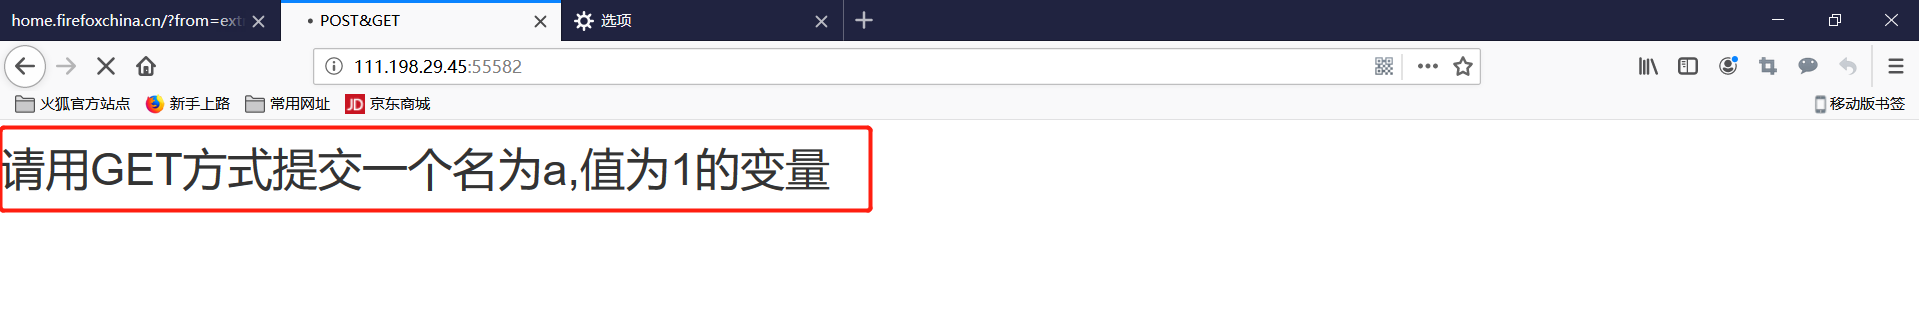 home.firefoxchina.cn/?from=ext
• POST&GET
选项
111.198.29.45:55582
火狐官方站点
新手上路
常用网址
JD 京东商城
移动版书签
请用GET方式提交一个名为a,值为1的变量